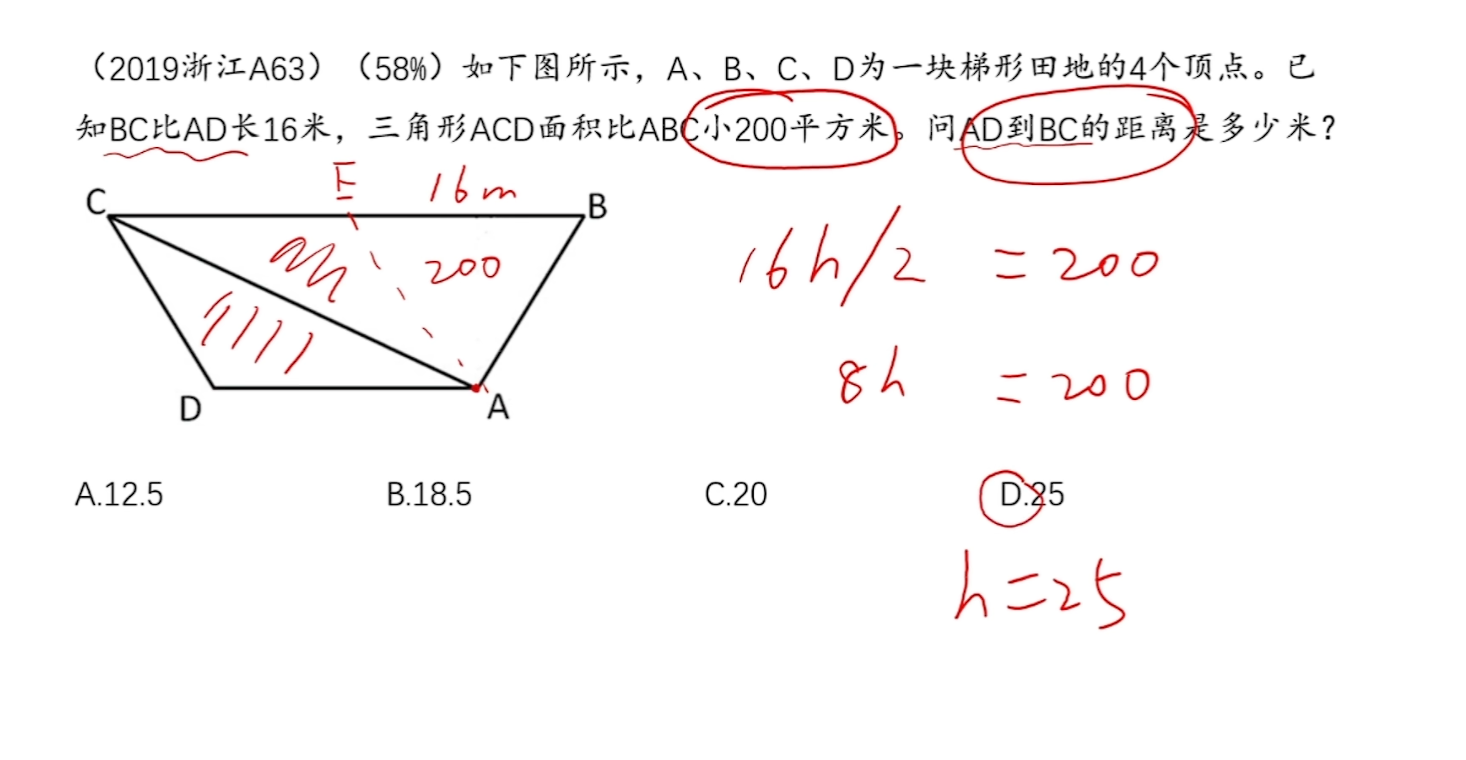 （2019浙江A63）（58%）如下图所示，A、B、C、D为一块梯形田地的4个顶点。已
知BC比AD长16米，三角形ACD面积比ABC小200平方米。问AD到BC的距离是多少米？
E 16m
C B
200
16h/2 =200
8h =200
D A
A.12.5 B.18.5 C.20 D.25
h=25